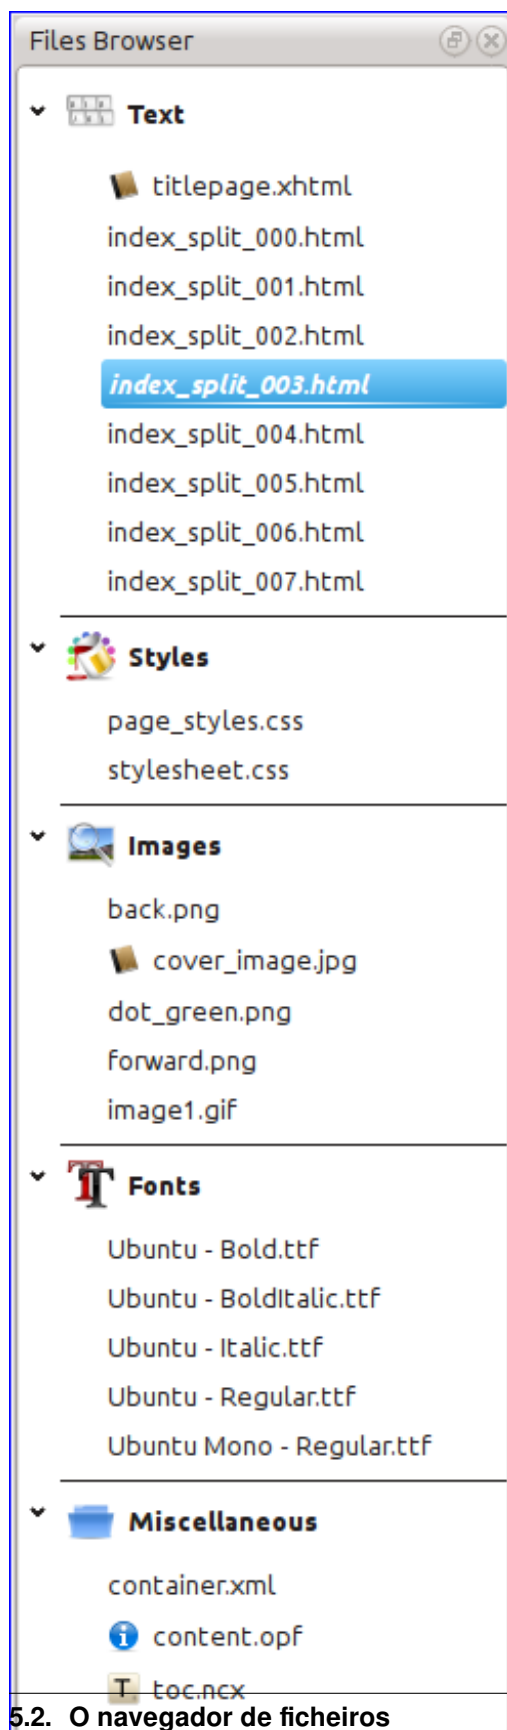 Files Browser
Text
titlepage.xhtml
index_split_000.html
index_split_001.html
index_split_002.html
index_split_003.html
index_split_004.html
index_split_005.html
index_split_006.html
index_split_007.html
Styles
page_styles.css
stylesheet.css
Images
back.png
cover_image.jpg
dot_green.png
forward.png
image1.gif
Fonts
Ubuntu - Bold.ttf
Ubuntu - BoldItalic.ttf
Ubuntu - Italic.ttf
Ubuntu - Regular.ttf
Ubuntu Mono - Regular.ttf
Miscellaneous
container.xml
content.opf
toc.ncx
5.2. O navegador de ficheiros